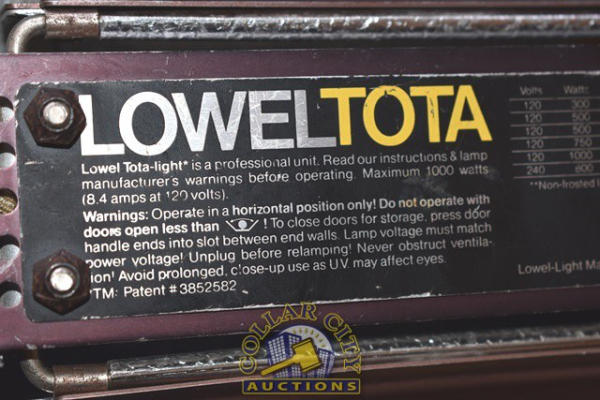 LOWEL TOTA
Lowel Tota-light* is a professional unit. Read our instructions & lamp
manufacturer's warnings before operating. Maximum 1000 watts
(8.4 amps at 120 volts).
Warnings: Operate in a horizontal position only! Do not operate with
doors open less than ! To close doors for storage, press door
handle ends into slot between end walls. Lamp voltage must match
power voltage! Unplug before relamping! Never obstruct ventila-
tion! Avoid prolonged, close-up use as U.V. may affect eyes.
*TM: Patent #3852582
Volts Watts
120 300
120 500
120 500
120 750
120 1000
240 800
**Non-frosted
Lowel-Light Ma
COLLAR CITY
AUCTIONS